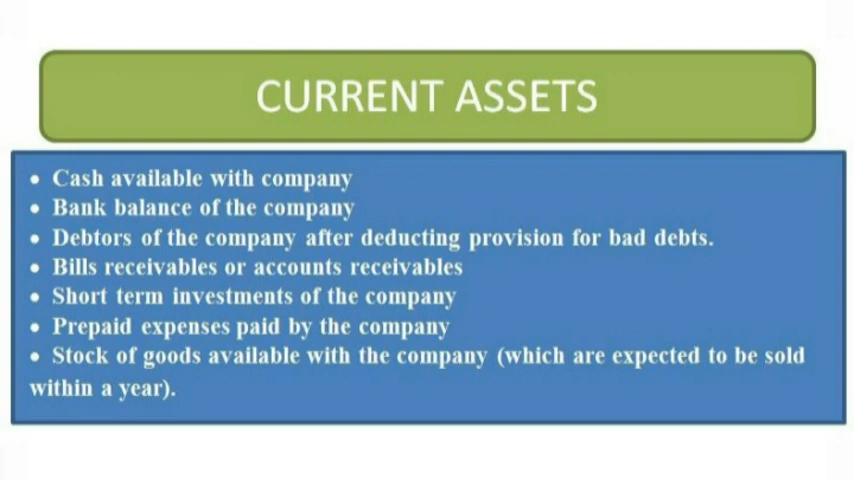 CURRENT ASSETS
• Cash available with company
• Bank balance of the company
• Debtors of the company after deducting provision for bad debts.
• Bills receivables or accounts receivables
• Short term investments of the company
• Prepaid expenses paid by the company
• Stock of goods available with the company (which are expected to be sold
within a year).